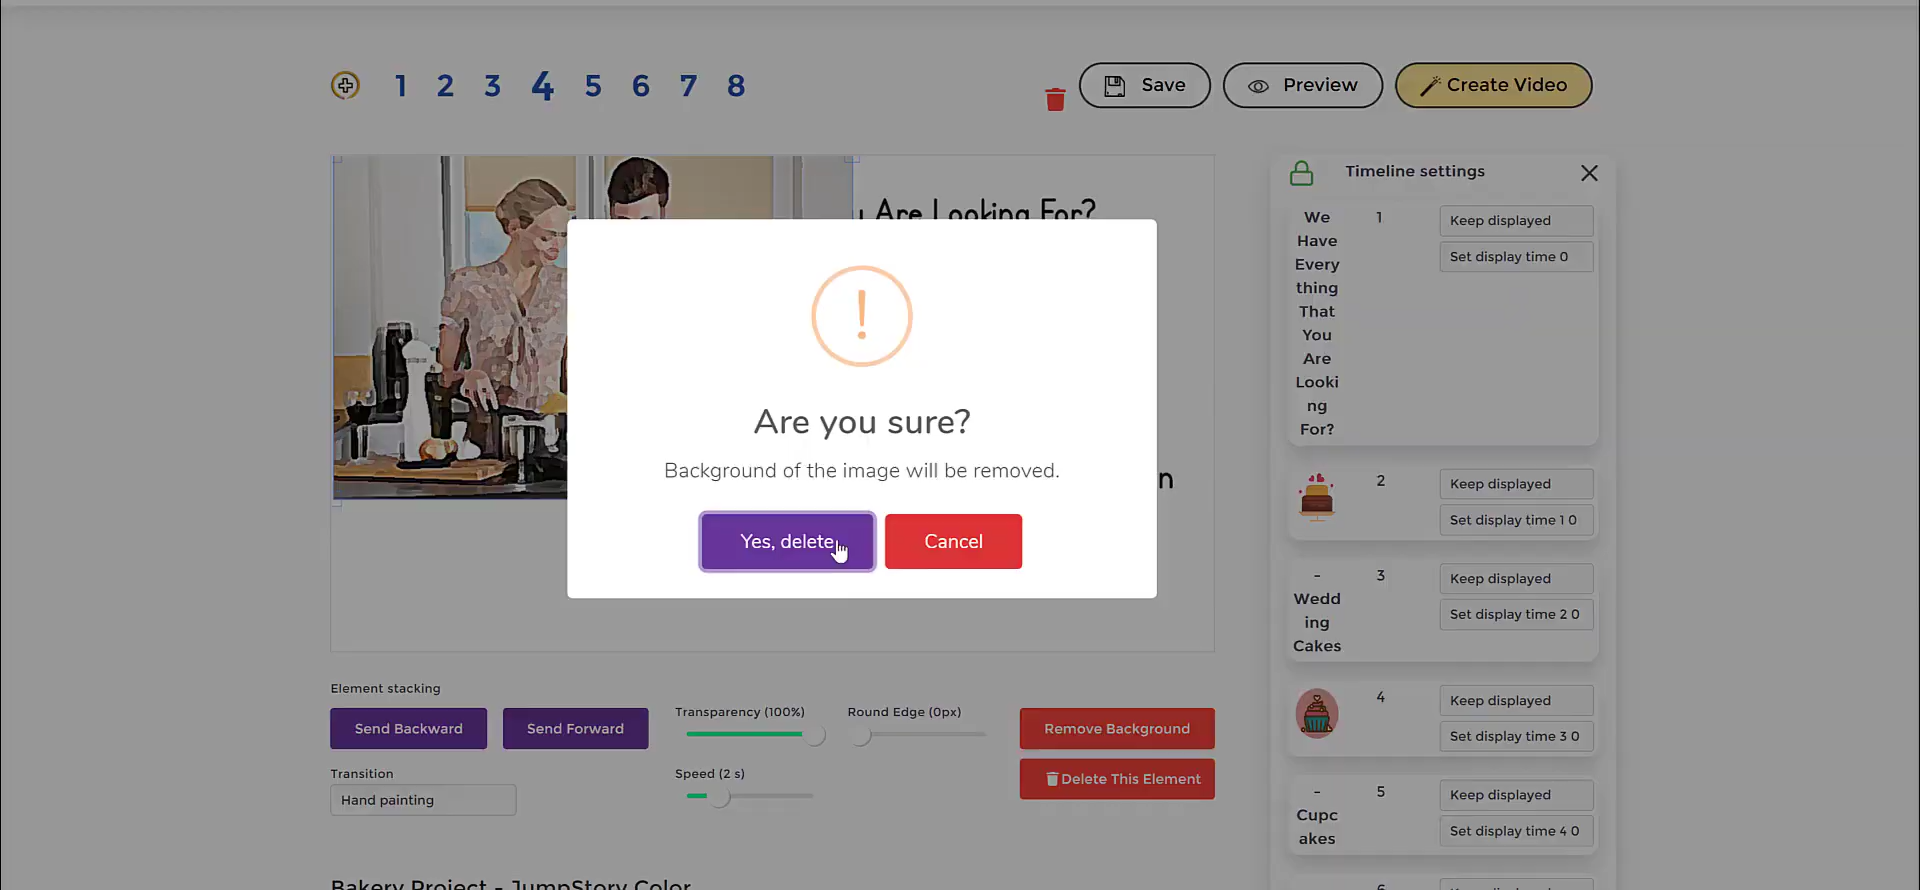 1 2 3 4 5 6 7 8
Save
Preview
Create Video
Are Looking For?
n
Are you sure?
Background of the image will be removed.
Yes, delete
Cancel
Timeline settings
We
Have
Every
thing
That
You
Are
Looki
ng
For?
1
Keep displayed
Set display time 0
2
Keep displayed
Set display time 1 0
-
Wedd
ing
Cakes
3
Keep displayed
Set display time 2 0
4
Keep displayed
Set display time 3 0
-
Cupc
akes
5
Keep displayed
Set display time 4 0
Element stacking
Send Backward
Send Forward
Transparency (100%)
Round Edge (0px)
Remove Background
Transition
Hand painting
Speed (2 s)
Delete This Element
Bakery Project - JumpStory Color